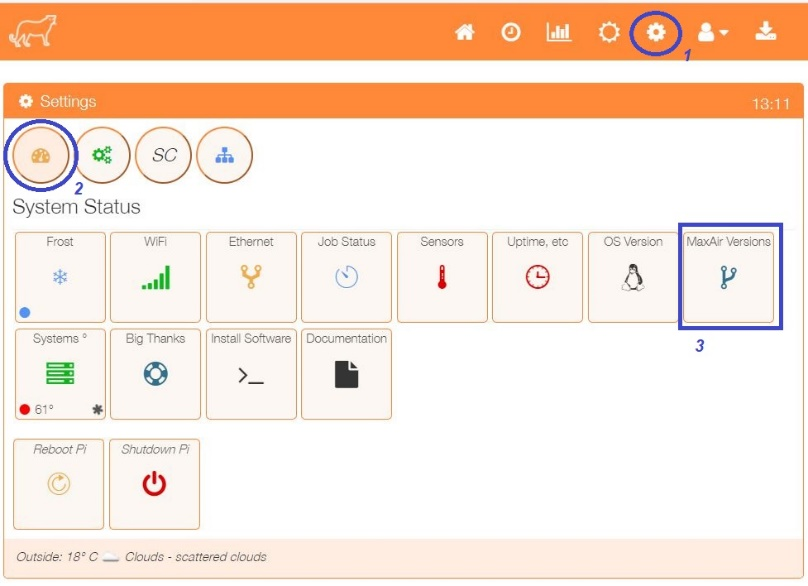 1
Settings 13:11
SC
2
System Status
Frost WiFi Ethernet Job Status Sensors Uptime, etc OS Version MaxAir Versions
3
Systems ° Big Thanks Install Software Documentation
>_
61°
Reboot Pi Shutdown Pi
Outside: 18° C Clouds - scattered clouds